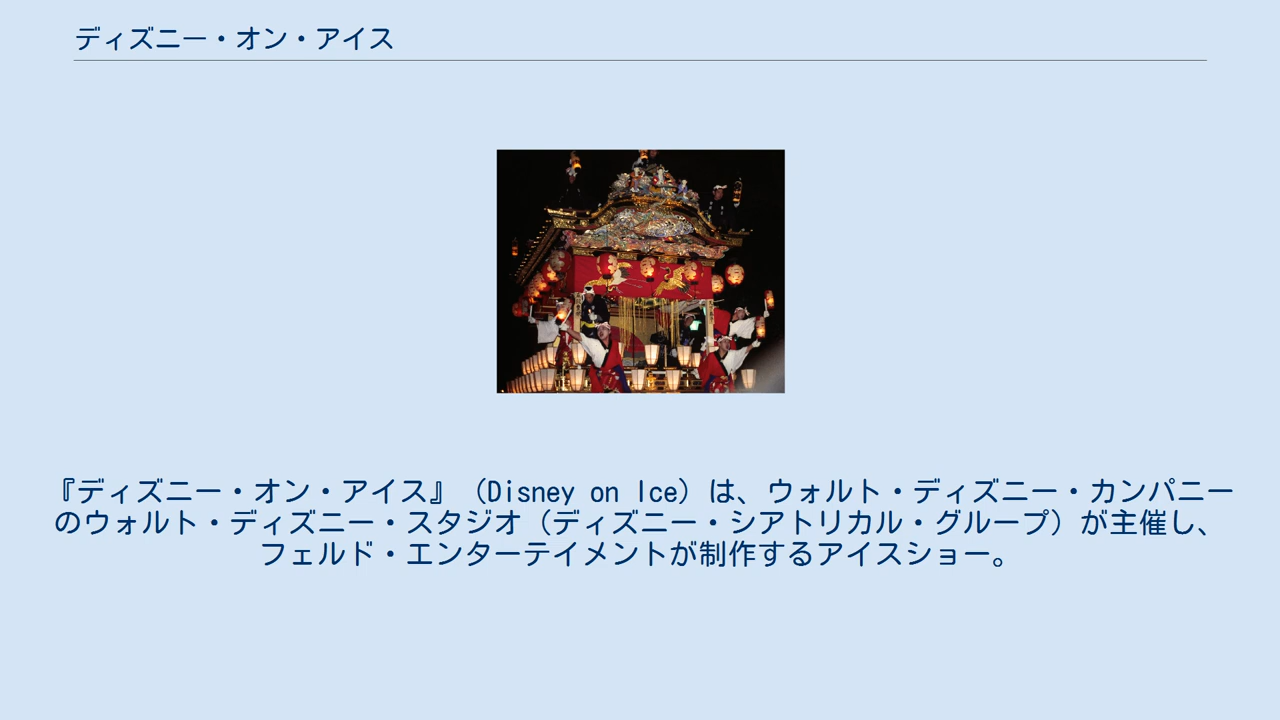 ディズニー・オン・アイス
『ディズニー・オン・アイス』（Disney on Ice）は、ウォルト・ディズニー・カンパニー
のウォルト・ディズニー・スタジオ（ディズニー・シアトリカル・グループ）が主催し、
フェルド・エンターテイメントが制作するアイスショー。